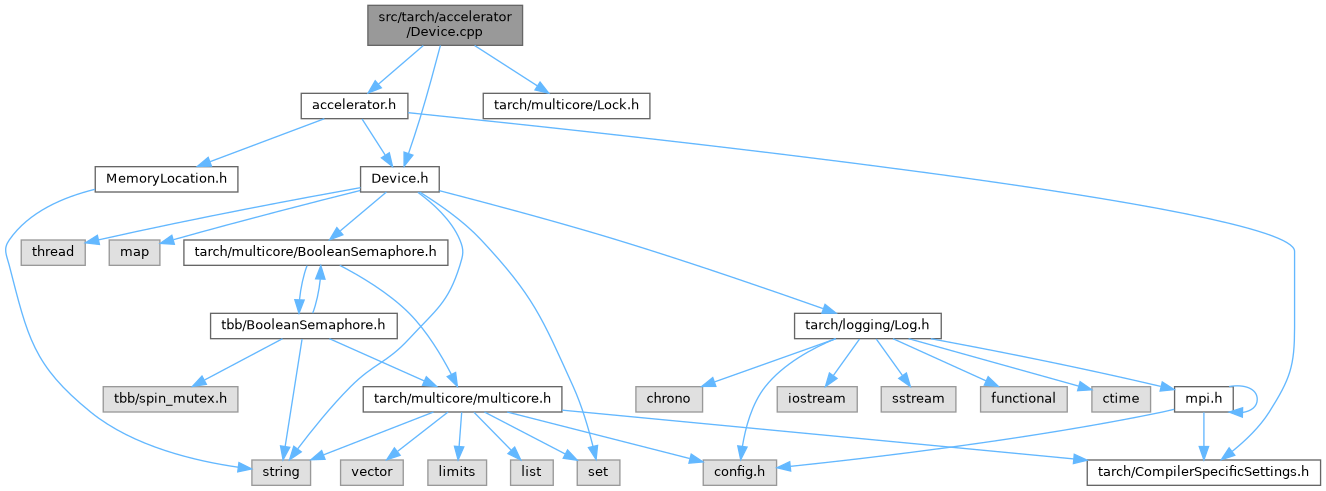 src/tarch/accelerator
/Device.cpp
accelerator.h
tarch/multicore/Lock.h
MemoryLocation.h
Device.h
thread
map
tarch/multicore/BooleanSemaphore.h
tbb/BooleanSemaphore.h
tarch/logging/Log.h
tbb/spin_mutex.h
tarch/multicore/multicore.h
chrono
iostream
sstream
functional
ctime
mpi.h
string
vector
limits
list
set
config.h
tarch/CompilerSpecificSettings.h